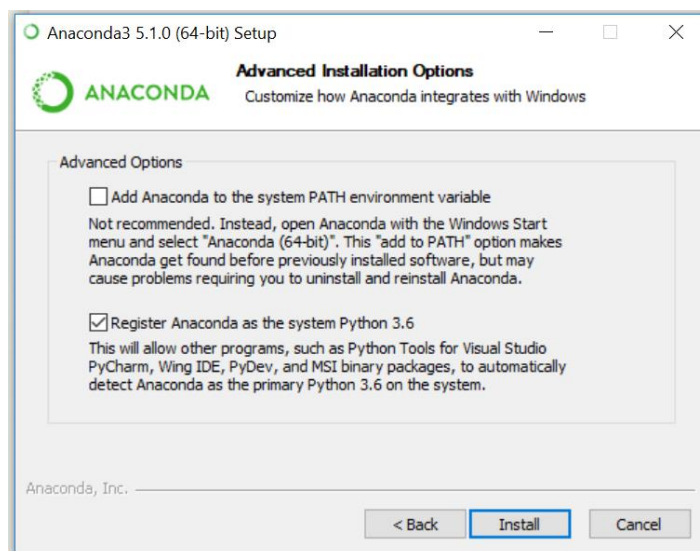 Anaconda3 5.1.0 (64-bit) Setup
ANACONDA
Advanced Installation Options
Customize how Anaconda integrates with Windows
Advanced Options
Add Anaconda to the system PATH environment variable
Not recommended. Instead, open Anaconda with the Windows Start
menu and select "Anaconda (64-bit)". This "add to PATH" option makes
Anaconda get found before previously installed software, but may
cause problems requiring you to uninstall and reinstall Anaconda.
Register Anaconda as the system Python 3.6
This will allow other programs, such as Python Tools for Visual Studio
PyCharm, Wing IDE, PyDev, and MSI binary packages, to automatically
detect Anaconda as the primary Python 3.6 on the system.
Anaconda, Inc.
< Back
Install
Cancel